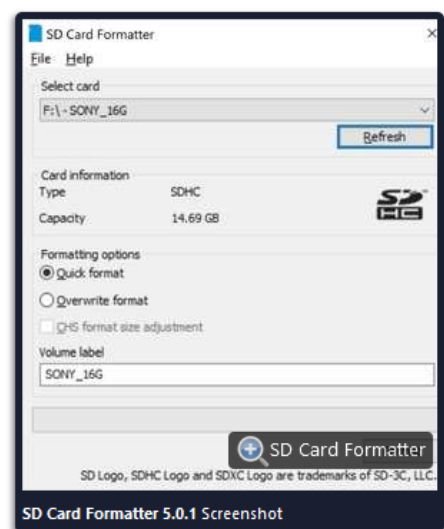 SD Card Formatter
File Help
Select card
F:\ - SONY_16G
Refresh
Card information
Type SDHC
Capacity 14.69 GB
SD
HC
Formatting options
Quick format
Overwrite format
CHS format size adjustment
Volume label
SONY_16G
SD Card Formatter
SD Logo, SDHC Logo and SDXC Logo are trademarks of SD-3C, LLC.
SD Card Formatter 5.0.1 Screenshot